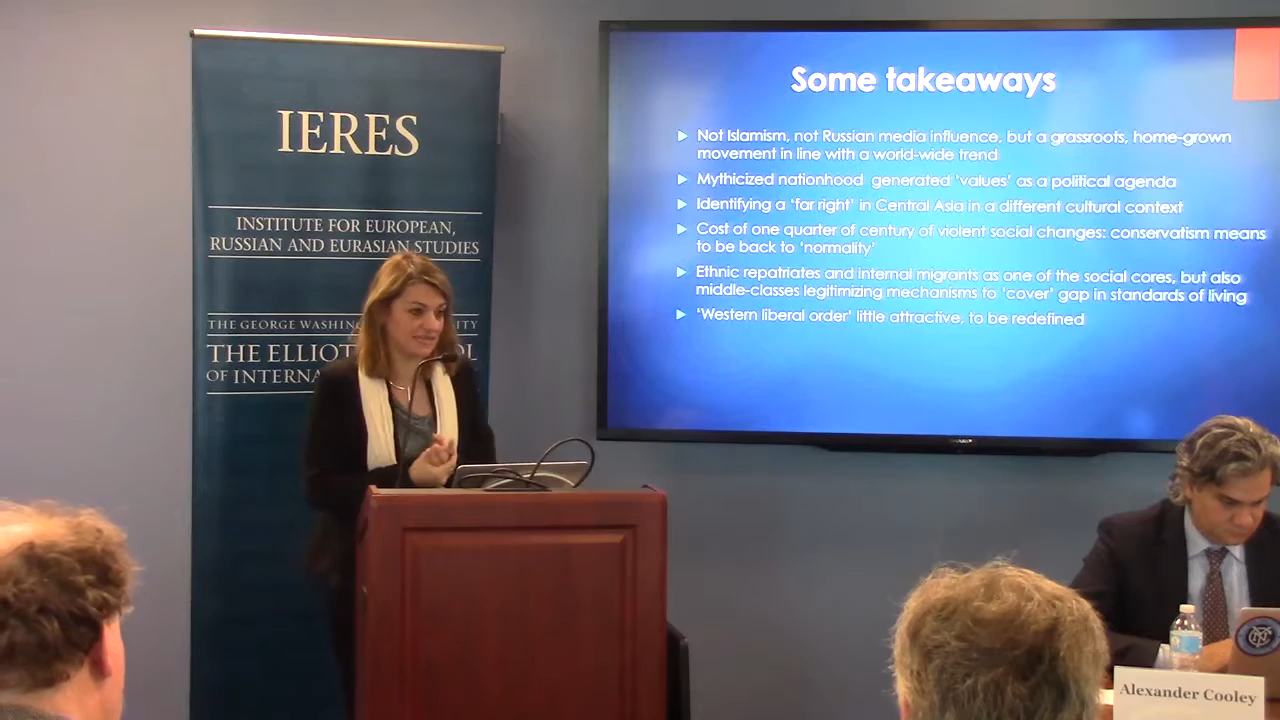 IERES
INSTITUTE FOR EUROPEAN,
RUSSIAN AND EURASIAN STUDIES
THE GEORGE WASHING
THE ELLIOT
OF INTERNA
Some takeaways
Not Islamism, not Russian media influence, but a grassroots, home-grown
movement in line with a world-wide trend
Mythicized nationhood generated ‘values’ as a political agenda
Identifying a ‘far right’ in Central Asia in a different cultural context
Cost of one quarter of century of violent social changes: conservatism means
to be back to ‘normality’
Ethnic repatriates and internal migrants as one of the social cores, but also
middle-classes legitimizing mechanisms to ‘cover’ gap in standards of living
‘Western liberal order’ little attractive, to be redefined
SHARP
Alexander Cooley